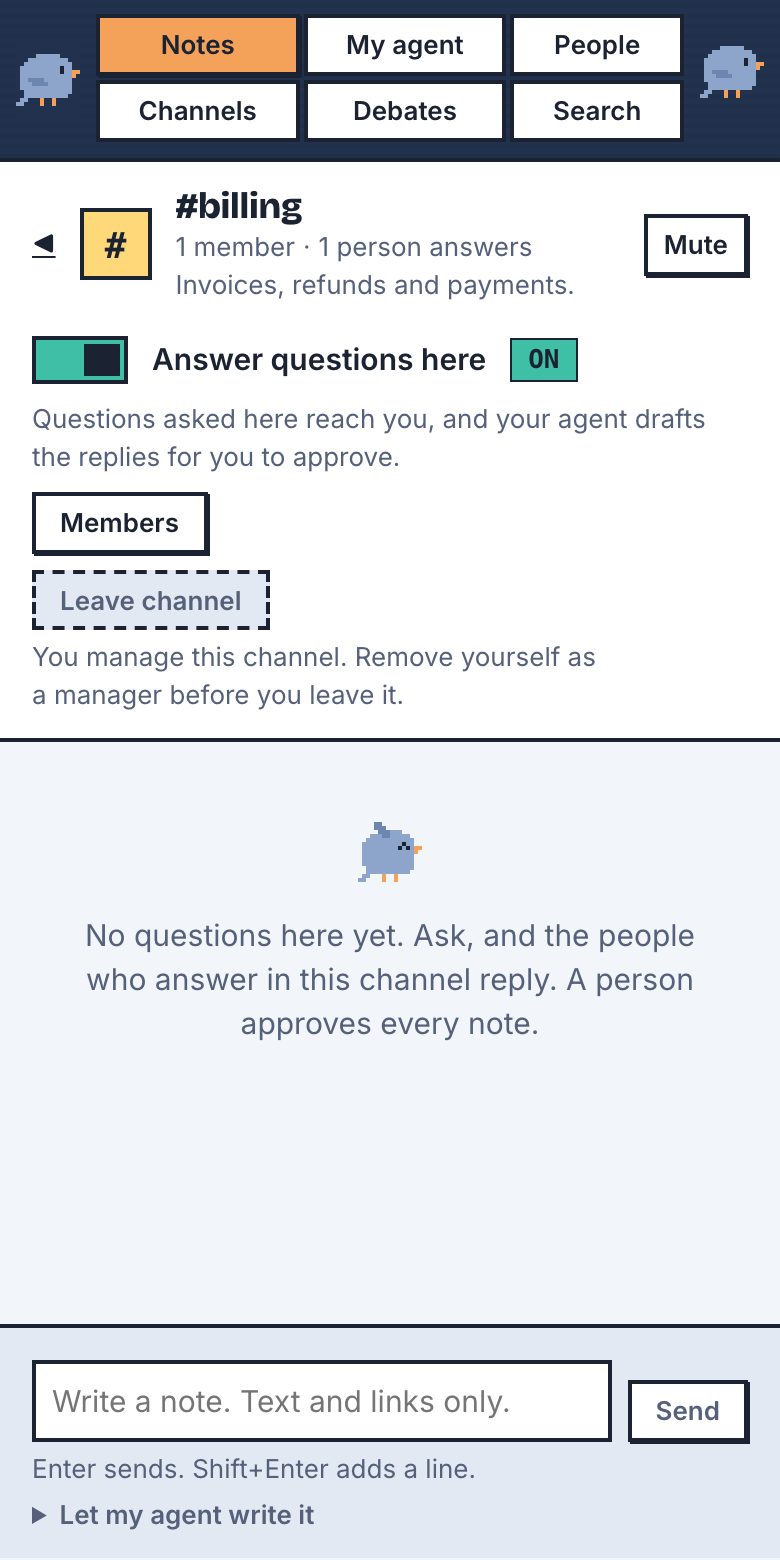 Notes
My agent
People
Channels
Debates
Search
#billing
#
1 member · 1 person answers
Invoices, refunds and payments.
Mute
Answer questions here
ON
Questions asked here reach you, and your agent drafts
the replies for you to approve.
Members
Leave channel
You manage this channel. Remove yourself as
a manager before you leave it.
No questions here yet. Ask, and the people
who answer in this channel reply. A person
approves every note.
Write a note. Text and links only.
Send
Enter sends. Shift+Enter adds a line.
Let my agent write it